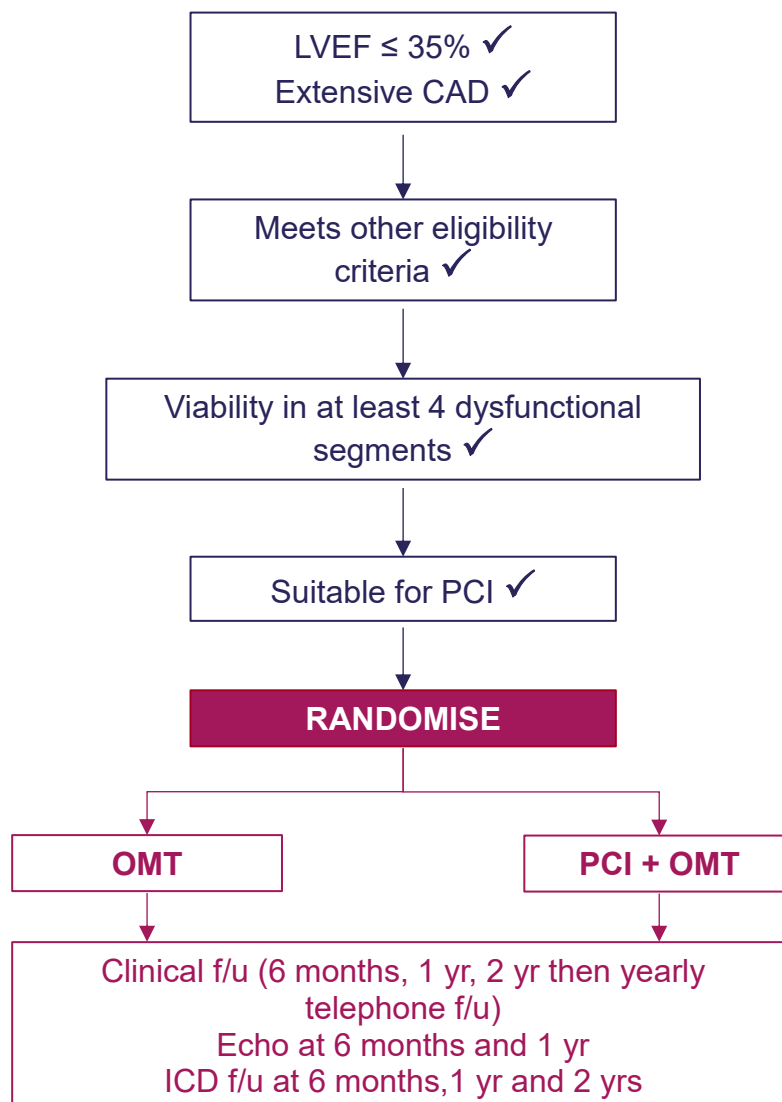 LVEF ≤ 35% ✓
Extensive CAD ✓
Meets other eligibility
criteria ✓
Viability in at least 4 dysfunctional
segments ✓
Suitable for PCI ✓
RANDOMISE
OMT
PCI + OMT
Clinical f/u (6 months, 1 yr, 2 yr then yearly
telephone f/u)
Echo at 6 months and 1 yr
ICD f/u at 6 months,1 yr and 2 yrs